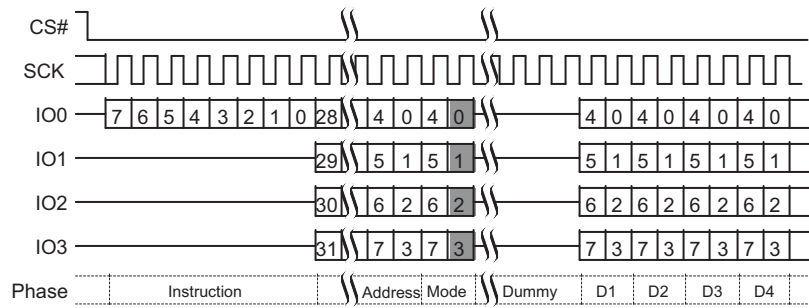 CS#
SCK
IO0 7 6 5 4 3 2 1 0 28 4 0 4 0 4 0 4 0 4 0 4 0
IO1 29 5 1 5 1 5 1 5 1 5 1 5 1
IO2 30 6 2 6 2 6 2 6 2 6 2 6 2
IO3 31 7 3 7 3 7 3 7 3 7 3 7 3
Phase Instruction Address Mode Dummy D1 D2 D3 D4